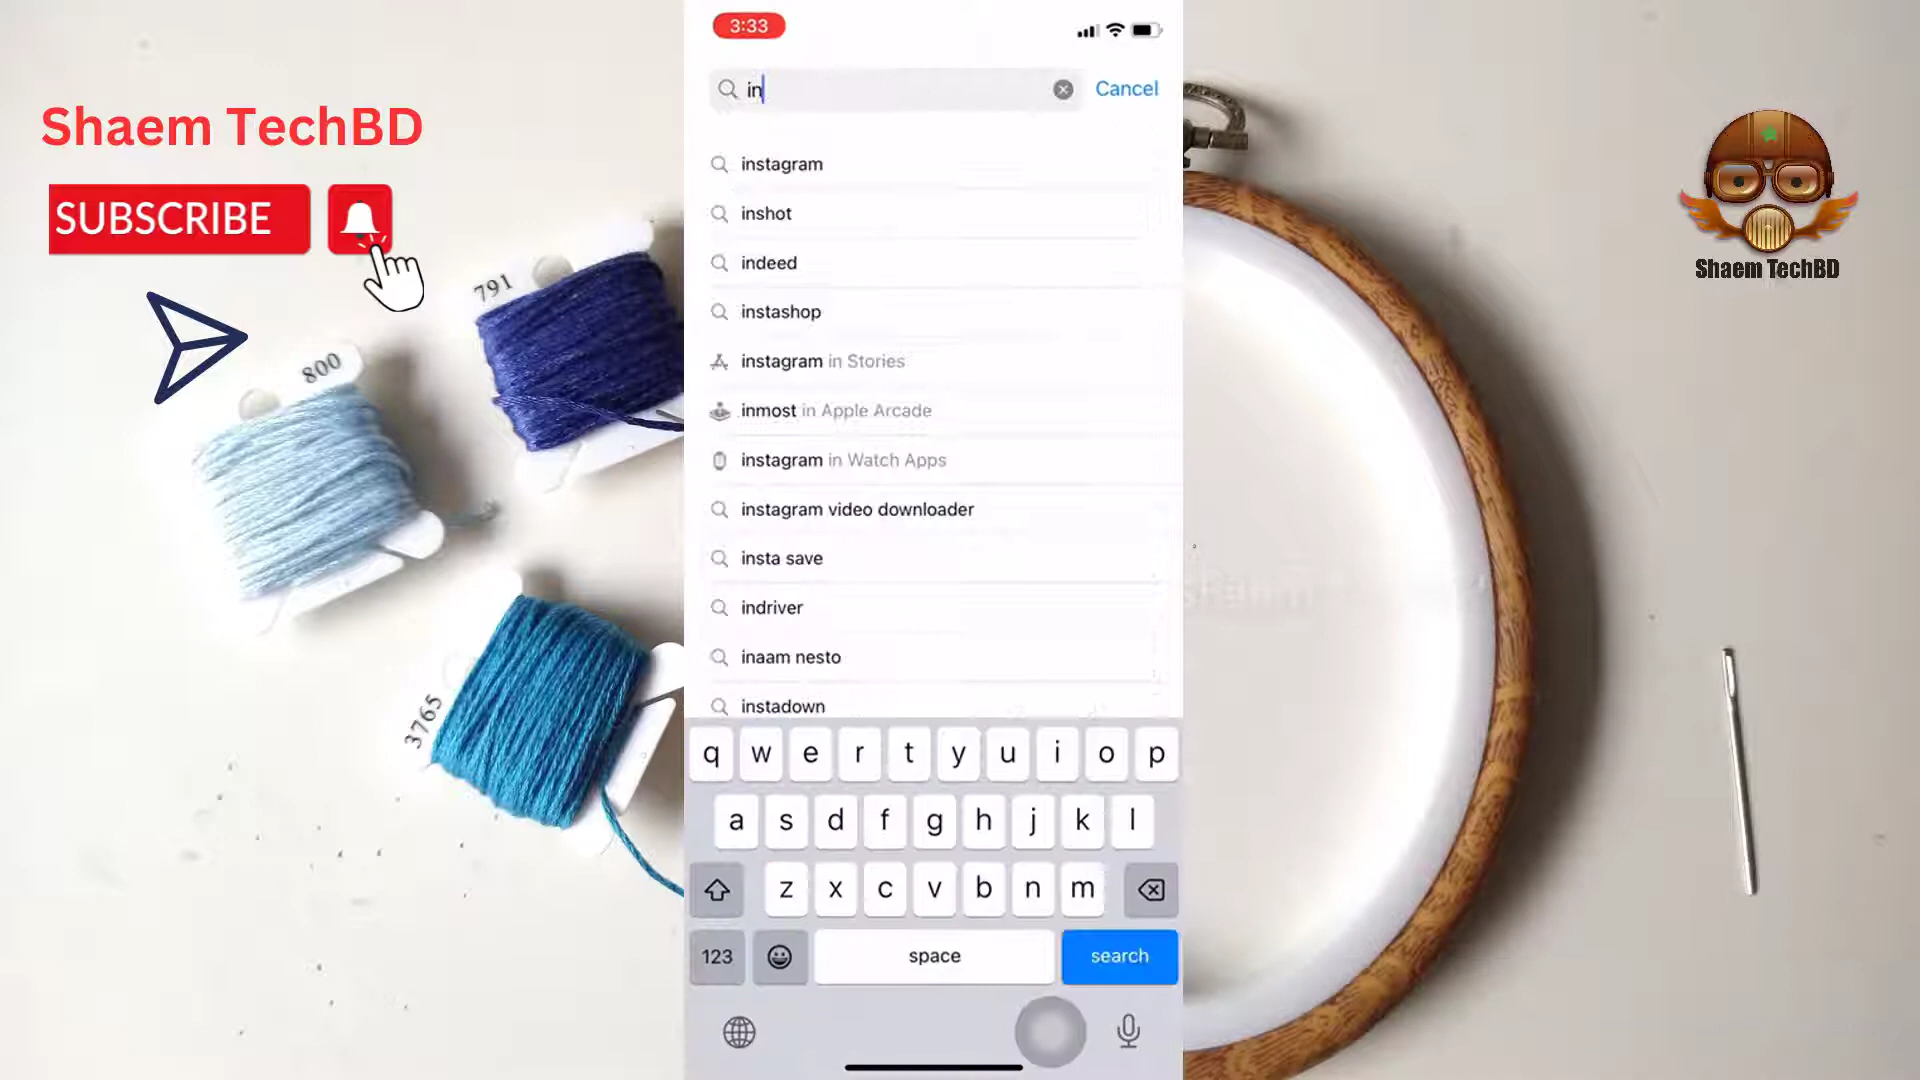 Shaem TechBD
SUBSCRIBE
791
800
3765
3:33
in
Cancel
instagram
inshot
indeed
instashop
instagram in Stories
inmost in Apple Arcade
instagram in Watch Apps
instagram video downloader
insta save
indriver
inaam nesto
instadown
q w e r t y u i o p
a s d f g h j k l
z x c v b n m
123
space
search
Shaem TechBD